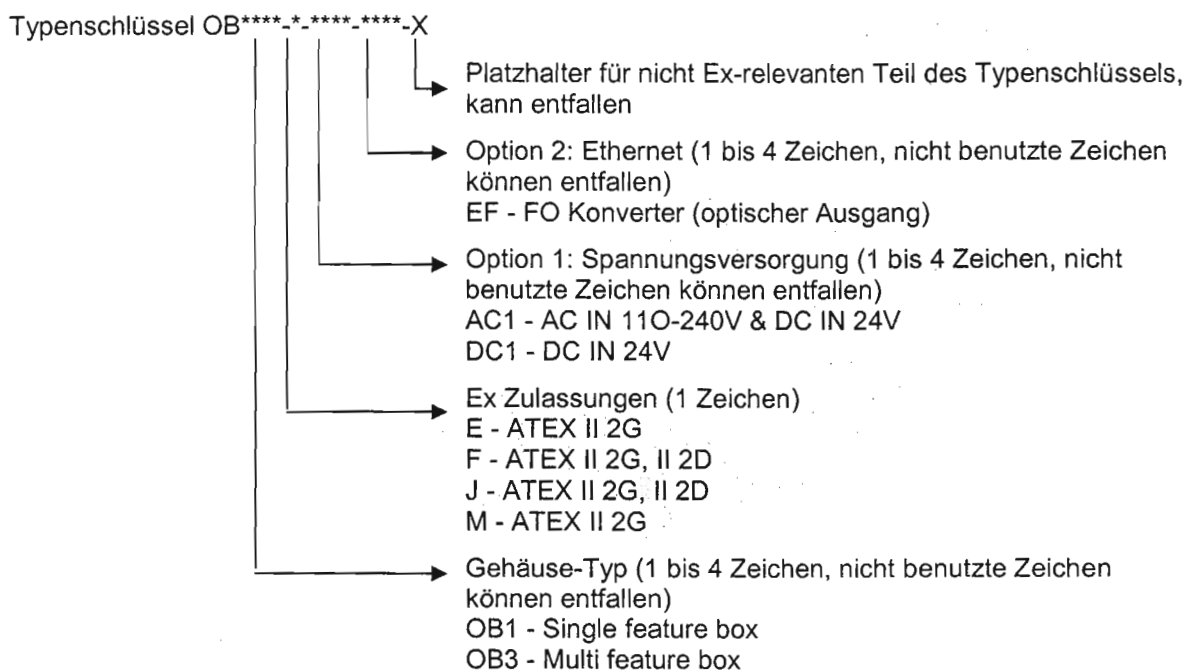 Typenschlüssel OB****-*-****-****-X
Platzhalter für nicht Ex-relevanten Teil des Typenschlüssels,
kann entfallen
Option 2: Ethernet (1 bis 4 Zeichen, nicht benutzte Zeichen
können entfallen)
EF - FO Konverter (optischer Ausgang)
Option 1: Spannungsversorgung (1 bis 4 Zeichen, nicht
benutzte Zeichen können entfallen)
AC1 - AC IN 11O-240V & DC IN 24V
DC1 - DC IN 24V
Ex Zulassungen (1 Zeichen)
E - ATEX II 2G
F - ATEX II 2G, II 2D
J - ATEX II 2G, II 2D
M - ATEX II 2G
Gehäuse-Typ (1 bis 4 Zeichen, nicht benutzte Zeichen
können entfallen)
OB1 - Single feature box
OB3 - Multi feature box